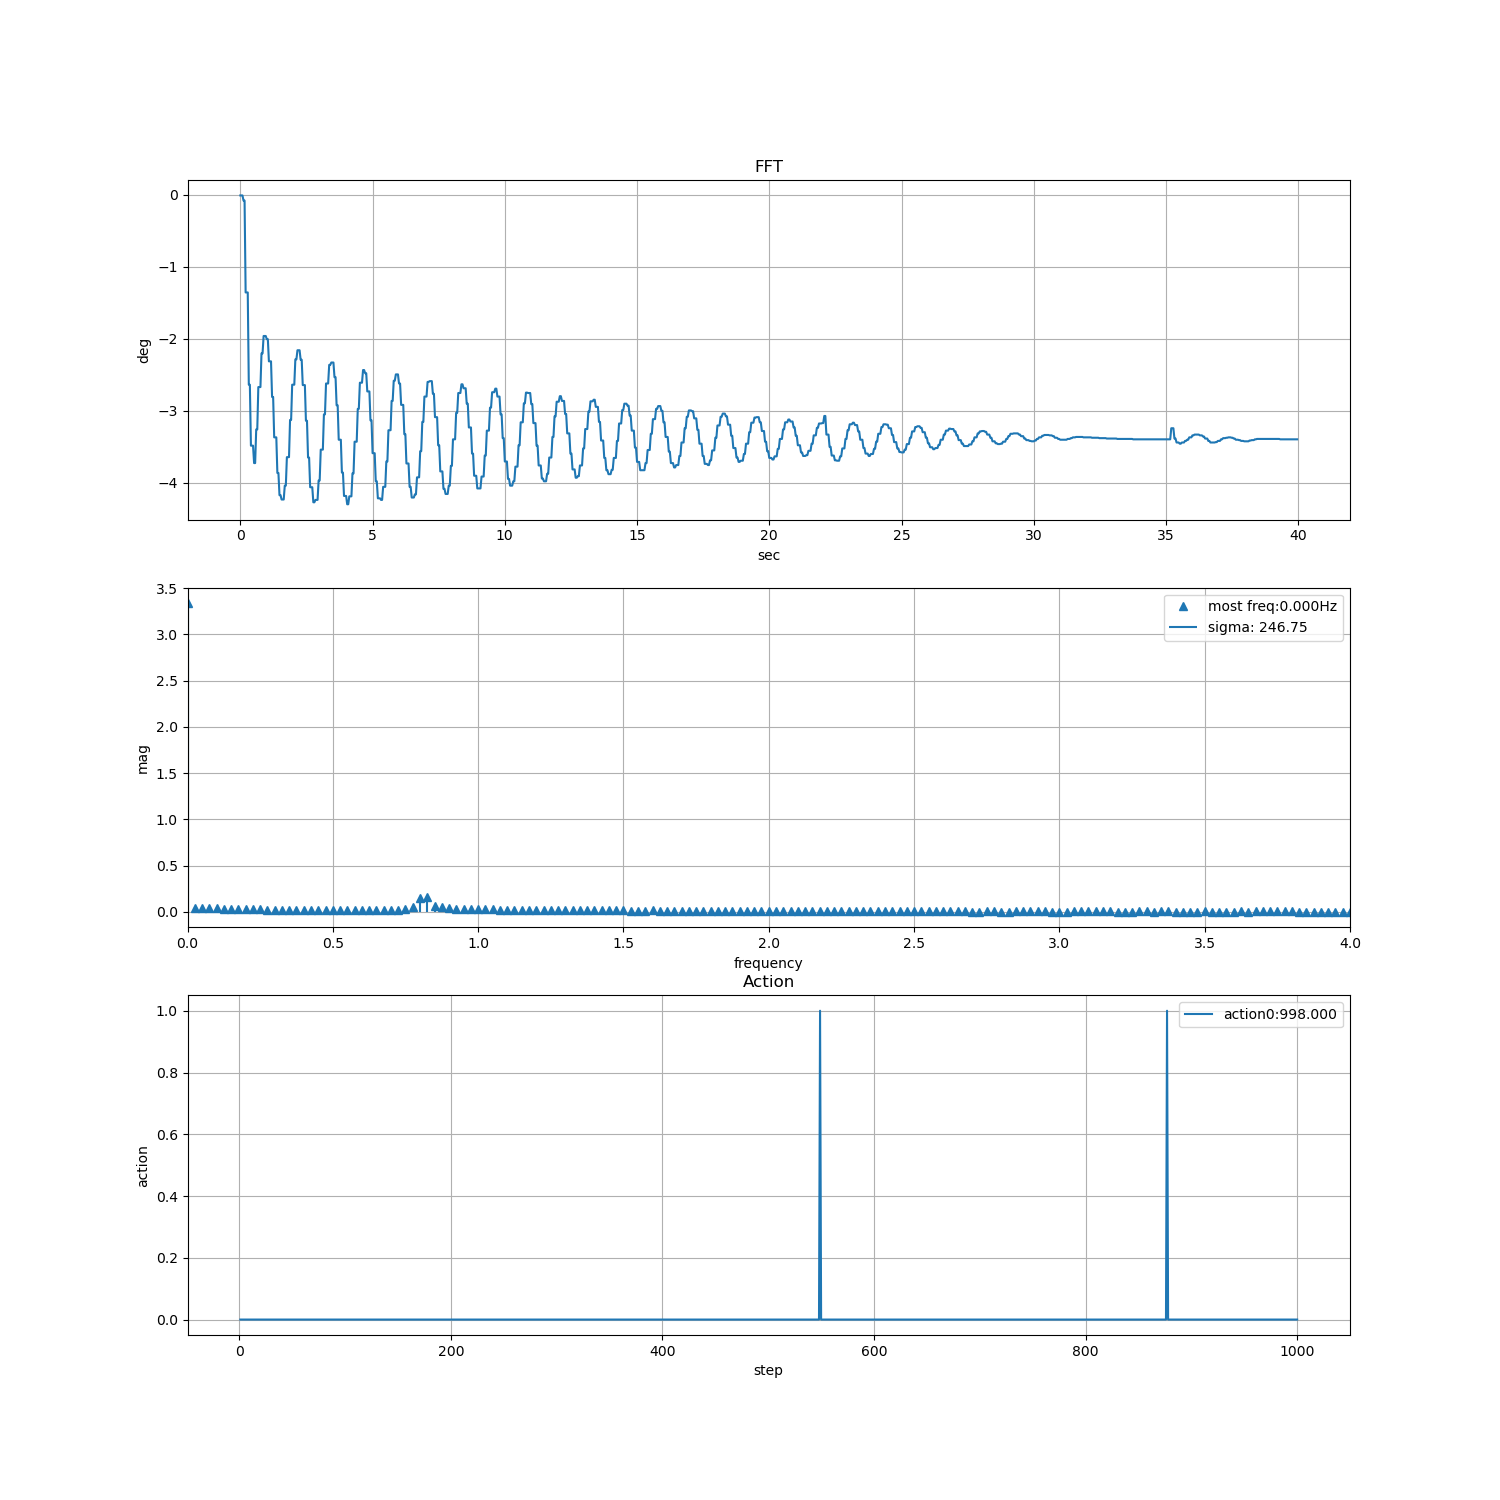 FFT
0
−1
−2
−3
−4
deg
0 5 10 15 20 25 30 35 40
sec
3.5
3.0
2.5
2.0
1.5
1.0
0.5
0.0
mag
most freq:0.000Hz
sigma: 246.75
0.0 0.5 1.0 1.5 2.0 2.5 3.0 3.5 4.0
frequency
Action
1.0
0.8
0.6
0.4
0.2
0.0
action
action0:998.000
0 200 400 600 800 1000
step